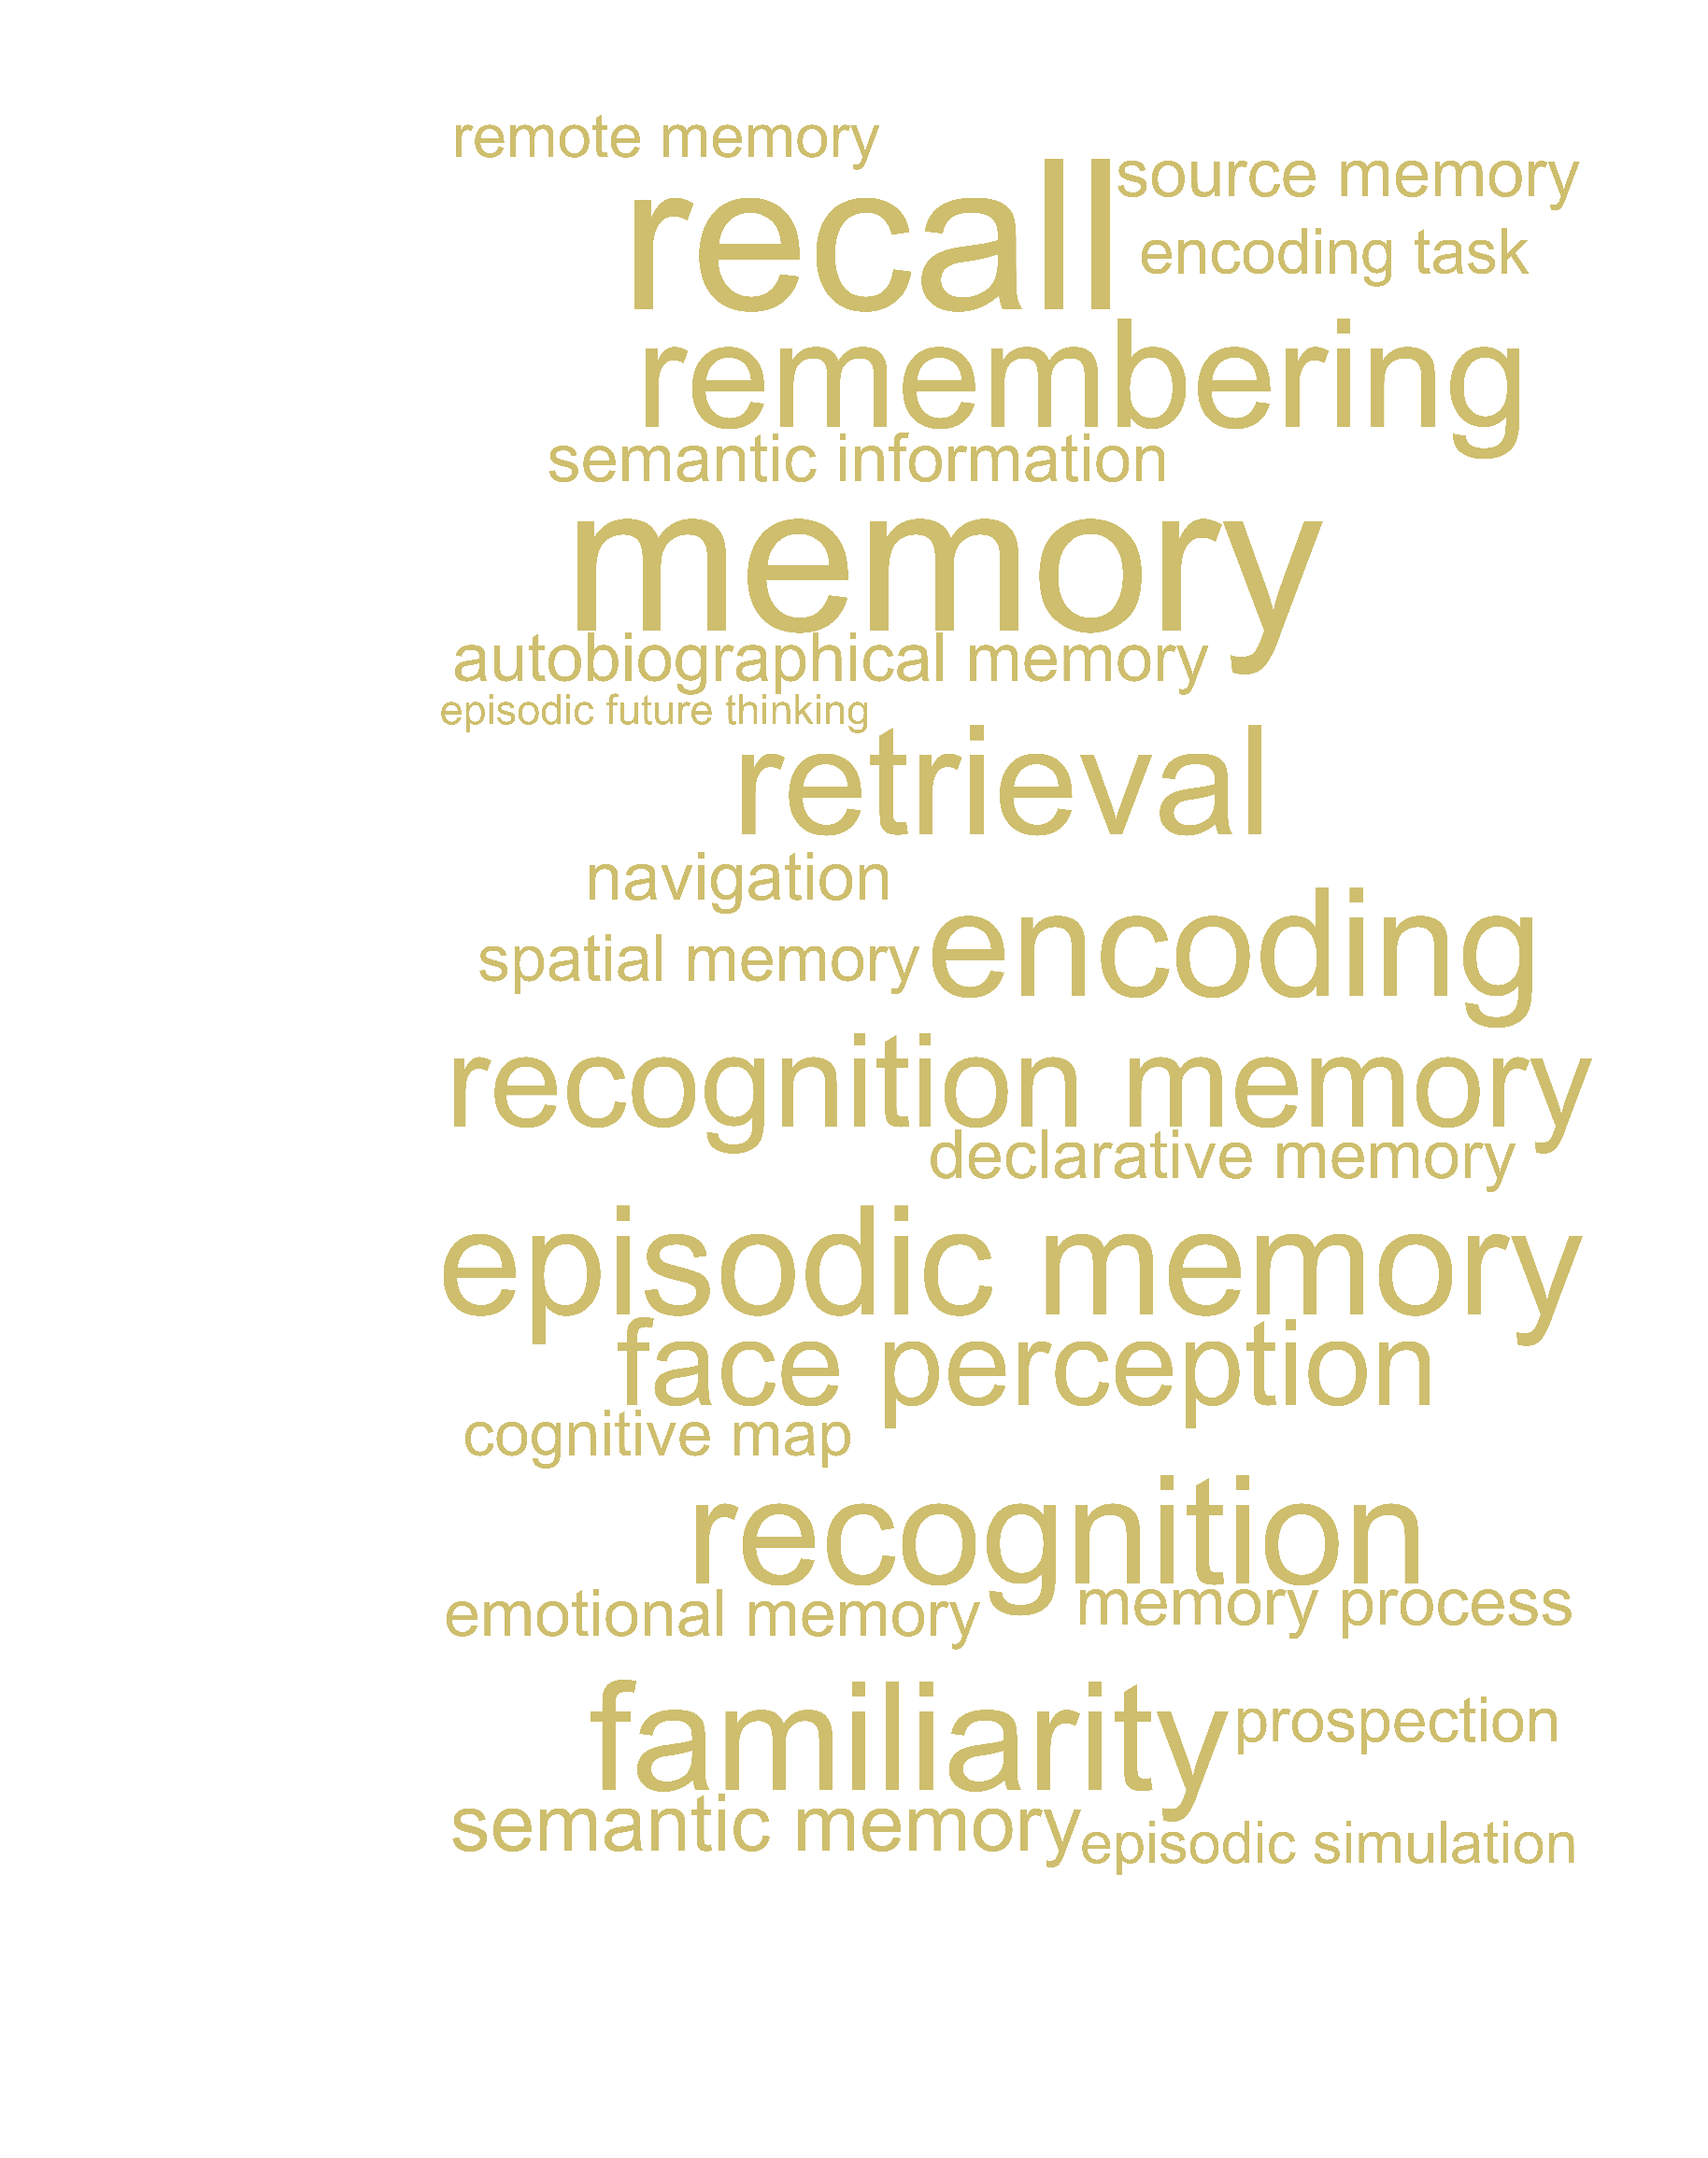 remote memory
source memory
recall
encoding task
remembering
semantic information
memory
autobiographical memory
episodic future thinking
retrieval
navigation
encoding
spatial memory
recognition memory
declarative memory
episodic memory
face perception
cognitive map
recognition
emotional memory
memory process
familiarity
prospection
semantic memory
episodic simulation